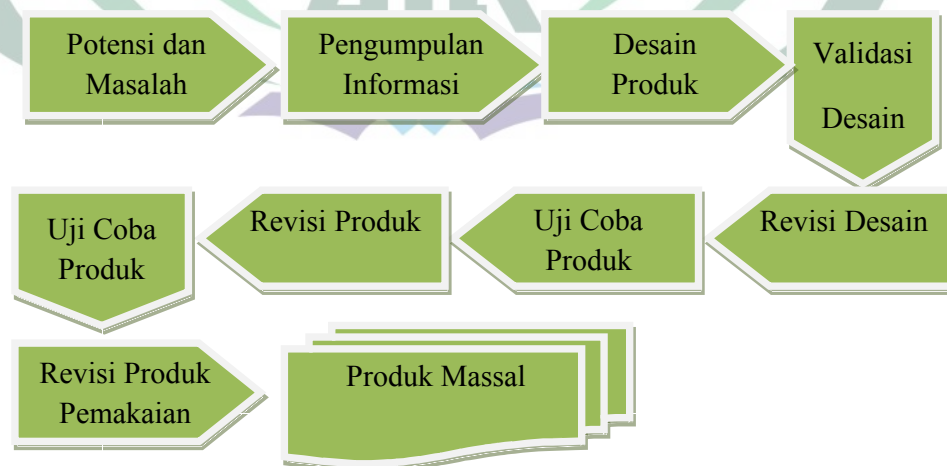 Potensi dan
Masalah
Pengumpulan
Informasi
Desain
Produk
Validasi
Desain
Revisi Desain
Uji Coba
Produk
Revisi Produk
Uji Coba
Produk
Revisi Produk
Pemakaian
Produk Massal